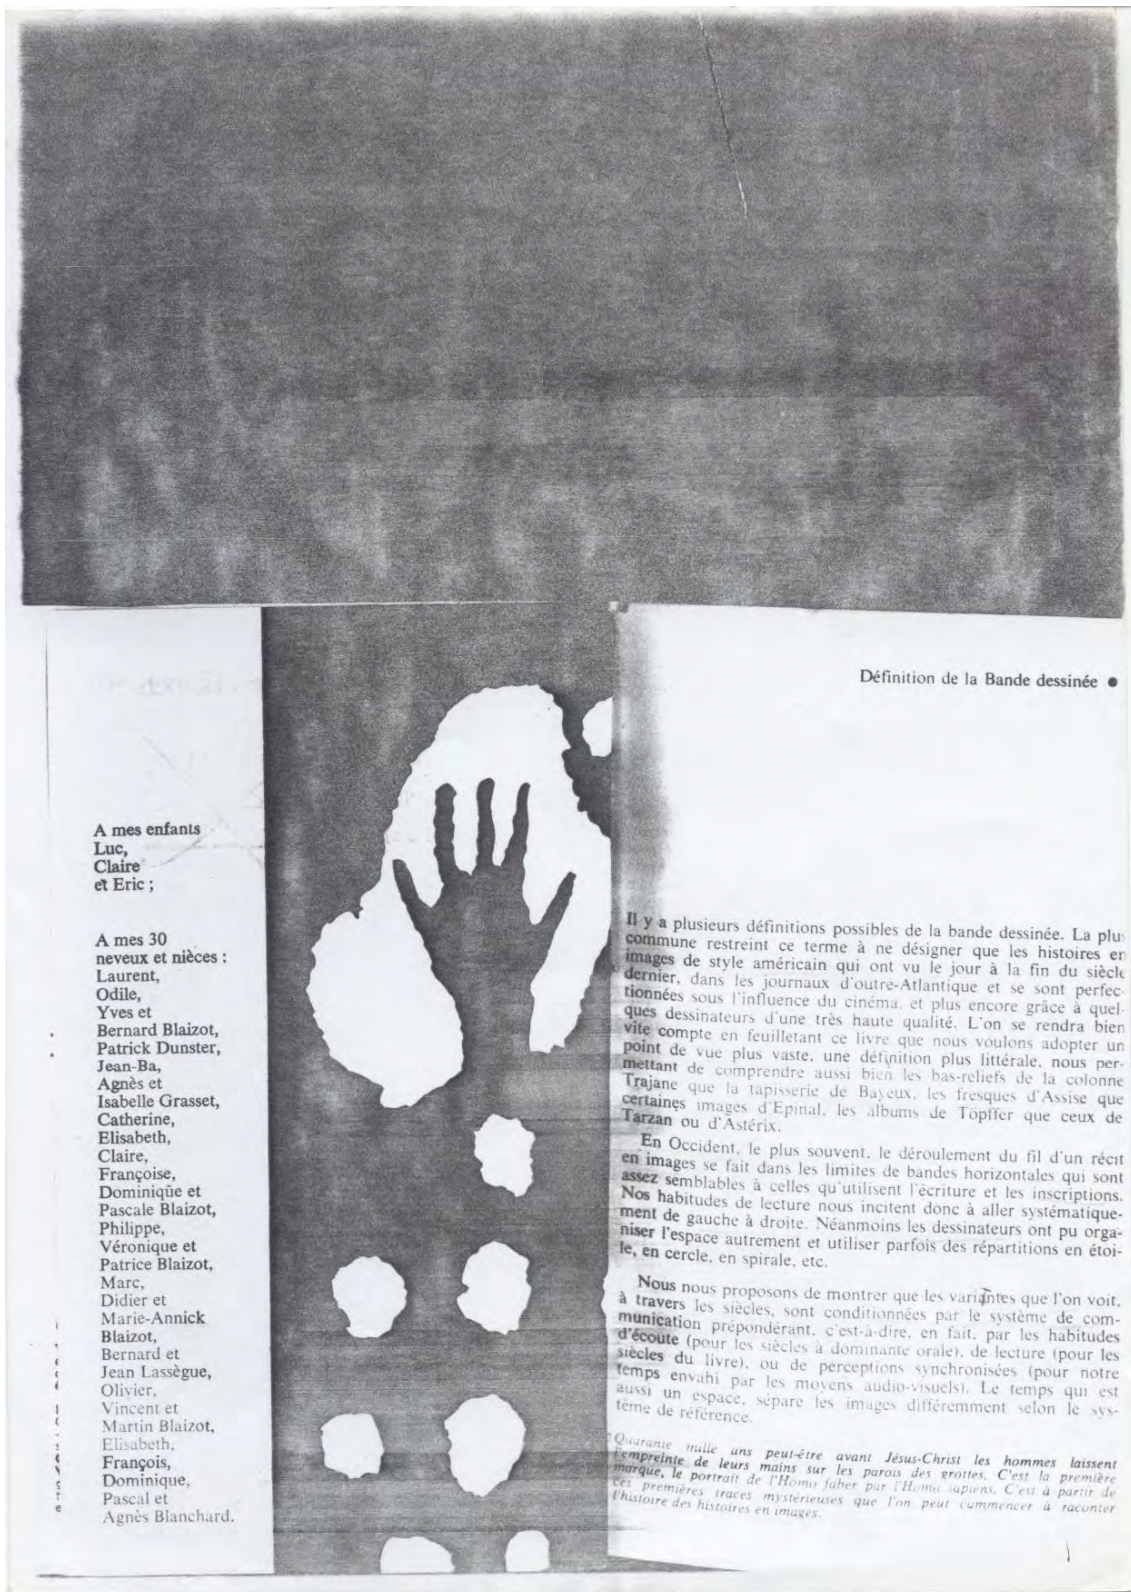 A mes enfants
Luc,
Claire
et Eric ;
A mes 30
neveux et nièces :
Laurent,
Odile,
Yves et
Bernard Blaizot,
Patrick Dunster,
Jean-Ba,
Agnès et
Isabelle Grasset,
Catherine,
Elisabeth,
Claire,
Françoise,
Dominique et
Pascale Blaizot,
Philippe,
Véronique et
Patrice Blaizot,
Marc,
Didier et
Marie-Annick
Blaizot,
Bernard et
Jean Lassègue,
Olivier,
Vincent et
Martin Blaizot,
Elisabeth,
François,
Dominique,
Pascal et
Agnès Blanchard.
Définition de la Bande dessinée ●
Il y a plusieurs définitions possibles de la bande dessinée. La plus
commune restreint ce terme à ne désigner que les histoires en
images de style américain qui ont vu le jour à la fin du siècle
dernier, dans les journaux d'outre-Atlantique et se sont perfec-
tionnées sous l'influence du cinéma, et plus encore grâce à quel-
ques dessinateurs d'une très haute qualité. L'on se rendra bien
vite compte en feuilletant ce livre que nous voulons adopter un
point de vue plus vaste, une définition plus littérale, nous per-
mettant de comprendre aussi bien les bas-reliefs de la colonne
Trajane que la tapisserie de Bayeux, les fresques d'Assise que
certaines images d'Epinal, les albums de Töpffer que ceux de
Tarzan ou d'Astérix.
En Occident, le plus souvent, le déroulement du fil d'un récit
en images se fait dans les limites de bandes horizontales qui sont
assez semblables à celles qu'utilisent l'écriture et les inscriptions.
Nos habitudes de lecture nous incitent donc à aller systématique-
ment de gauche à droite. Néanmoins les dessinateurs ont pu orga-
niser l'espace autrement et utiliser parfois des répartitions en étoi-
le, en cercle, en spirale, etc.
Nous nous proposons de montrer que les variantes que l'on voit,
à travers les siècles, sont conditionnées par le système de com-
munication prépondérant, c'est-à-dire, en fait, par les habitudes
d'écoute (pour les siècles à dominante orale), de lecture (pour les
siècles du livre), ou de perceptions synchronisées (pour notre
temps envahi par les moyens audio-visuels). Le temps qui est
aussi un espace, sépare les images différemment selon le sys-
tème de référence.
Quarante mille ans peut-être avant Jésus-Christ les hommes laissent
l'empreinte de leurs mains sur les parois des grottes. C'est la première
marque, le portrait de l'Homo faber par l'Homo sapiens. C'est à partir de
ces premières traces mystérieuses que l'on peut commencer à raconter
l'histoire des histoires en images.